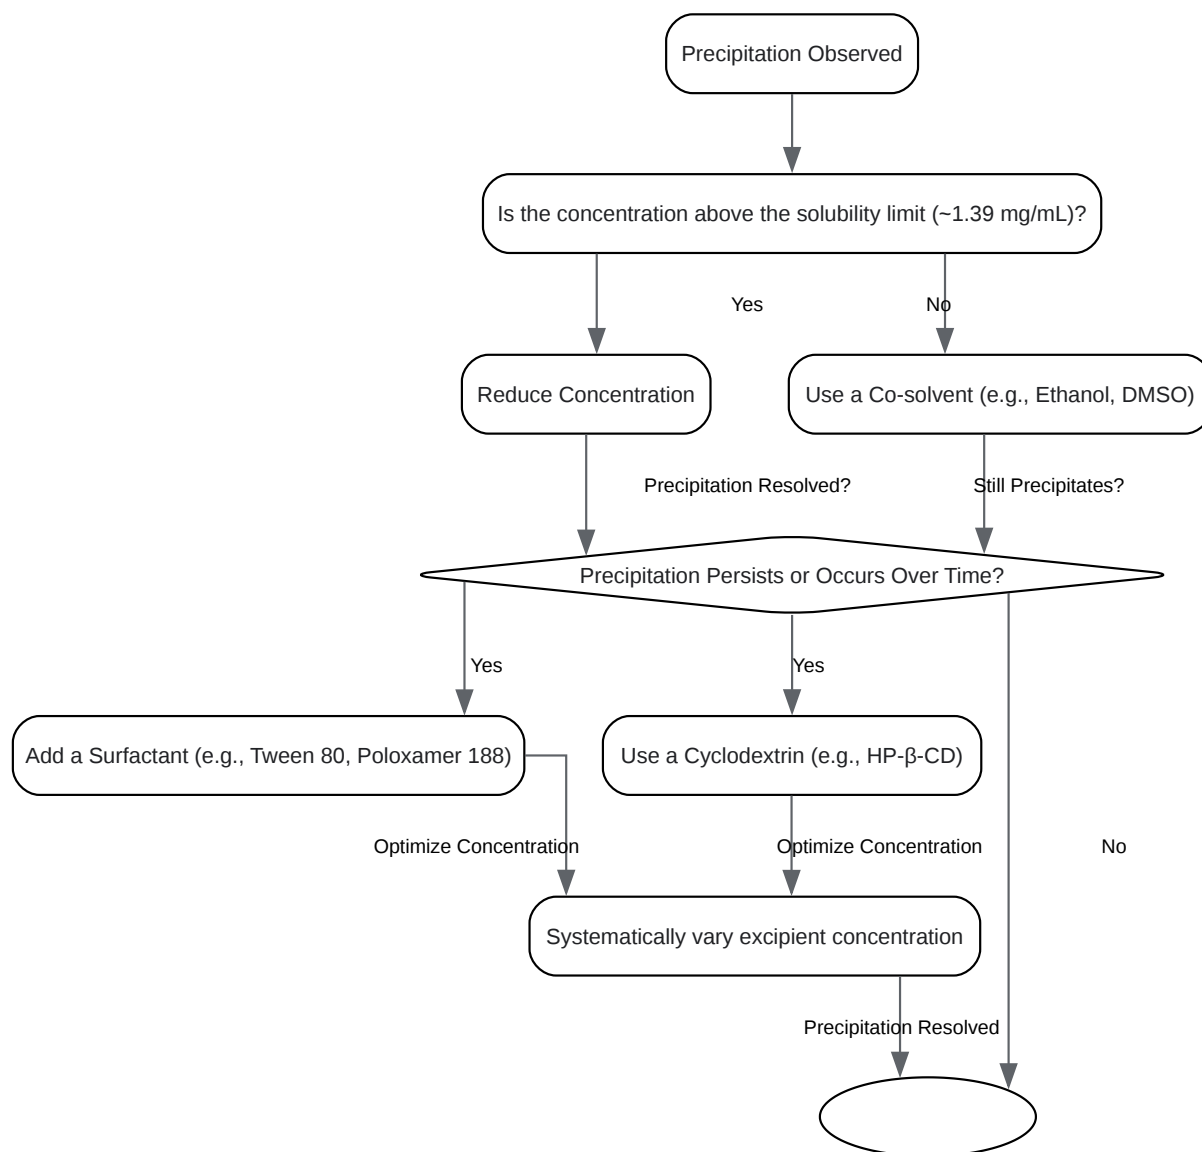 Precipitation Observed
Is the concentration above the solubility limit (~1.39 mg/mL)?
Yes
No
Reduce Concentration
Use a Co-solvent (e.g., Ethanol, DMSO)
Precipitation Resolved?
Still Precipitates?
Precipitation Persists or Occurs Over Time?
Yes
Yes
Add a Surfactant (e.g., Tween 80, Poloxamer 188)
Use a Cyclodextrin (e.g., HP-β-CD)
Optimize Concentration
Optimize Concentration
No
Systematically vary excipient concentration
Precipitation Resolved